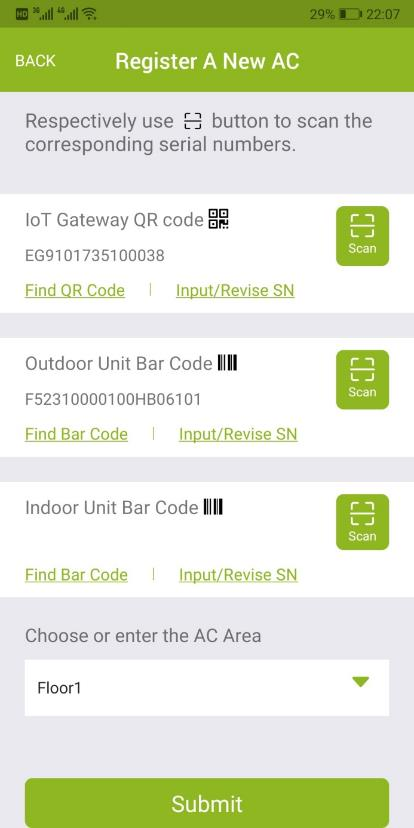 HD 3G 4G 29% 22:07
BACK Register A New AC
Respectively use button to scan the
corresponding serial numbers.
IoT Gateway QR code
Scan
EG9101735100038
Find QR Code Input/Revise SN
Outdoor Unit Bar Code
Scan
F52310000100HB06101
Find Bar Code Input/Revise SN
Indoor Unit Bar Code
Scan
Find Bar Code Input/Revise SN
Choose or enter the AC Area
Floor1
Submit